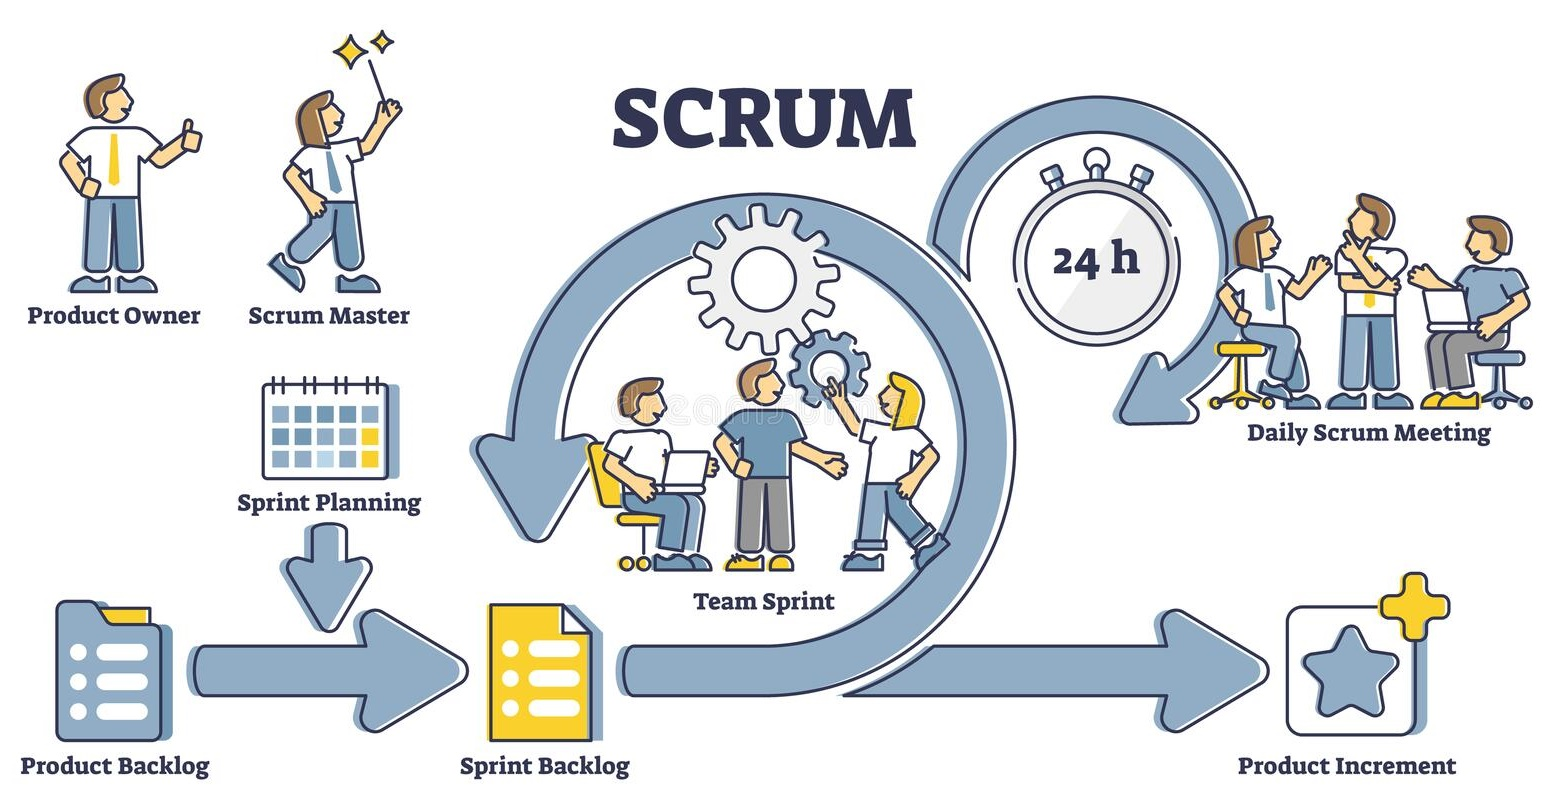 SCRUM
24 h
Product Owner
Scrum Master
Daily Scrum Meeting
Sprint Planning
Team Sprint
Product Backlog
Sprint Backlog
Product Increment